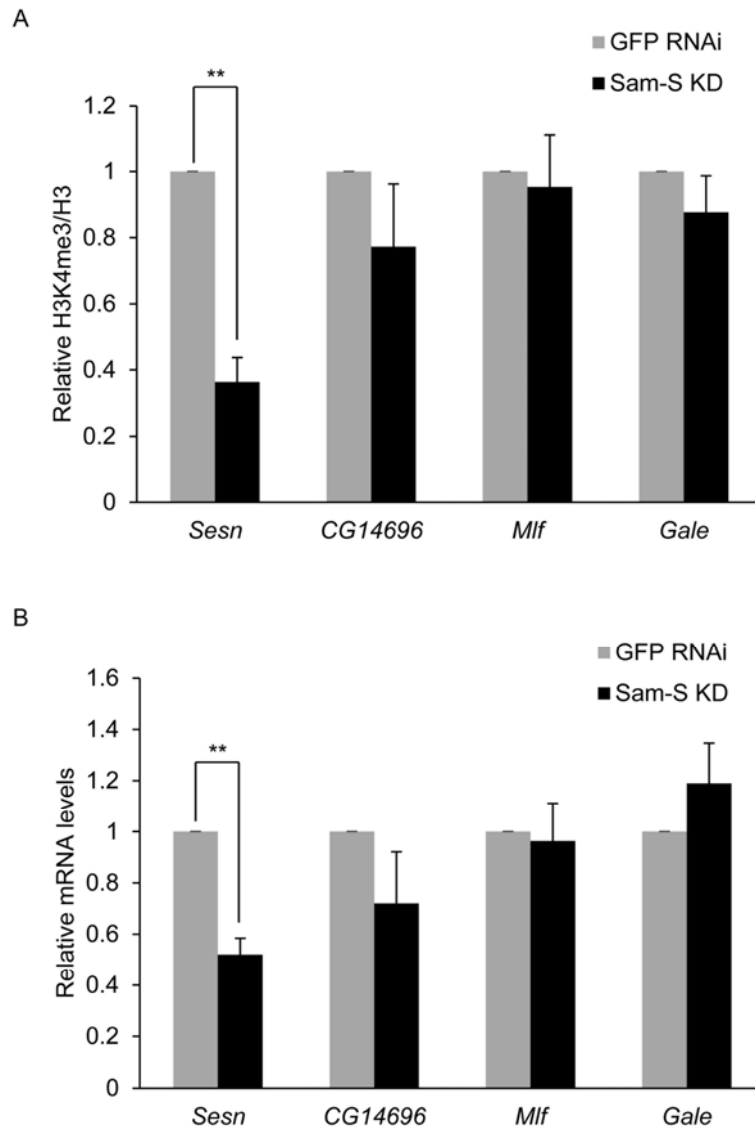 A
GFP RNAi
Sam-S KD
**
1.2
1
0.8
0.6
0.4
0.2
0
Relative H3K4me3/H3
Sesn CG14696 Mlf Gale
B
GFP RNAi
Sam-S KD
**
1.6
1.4
1.2
1
0.8
0.6
0.4
0.2
0
Relative mRNA levels
Sesn CG14696 Mlf Gale